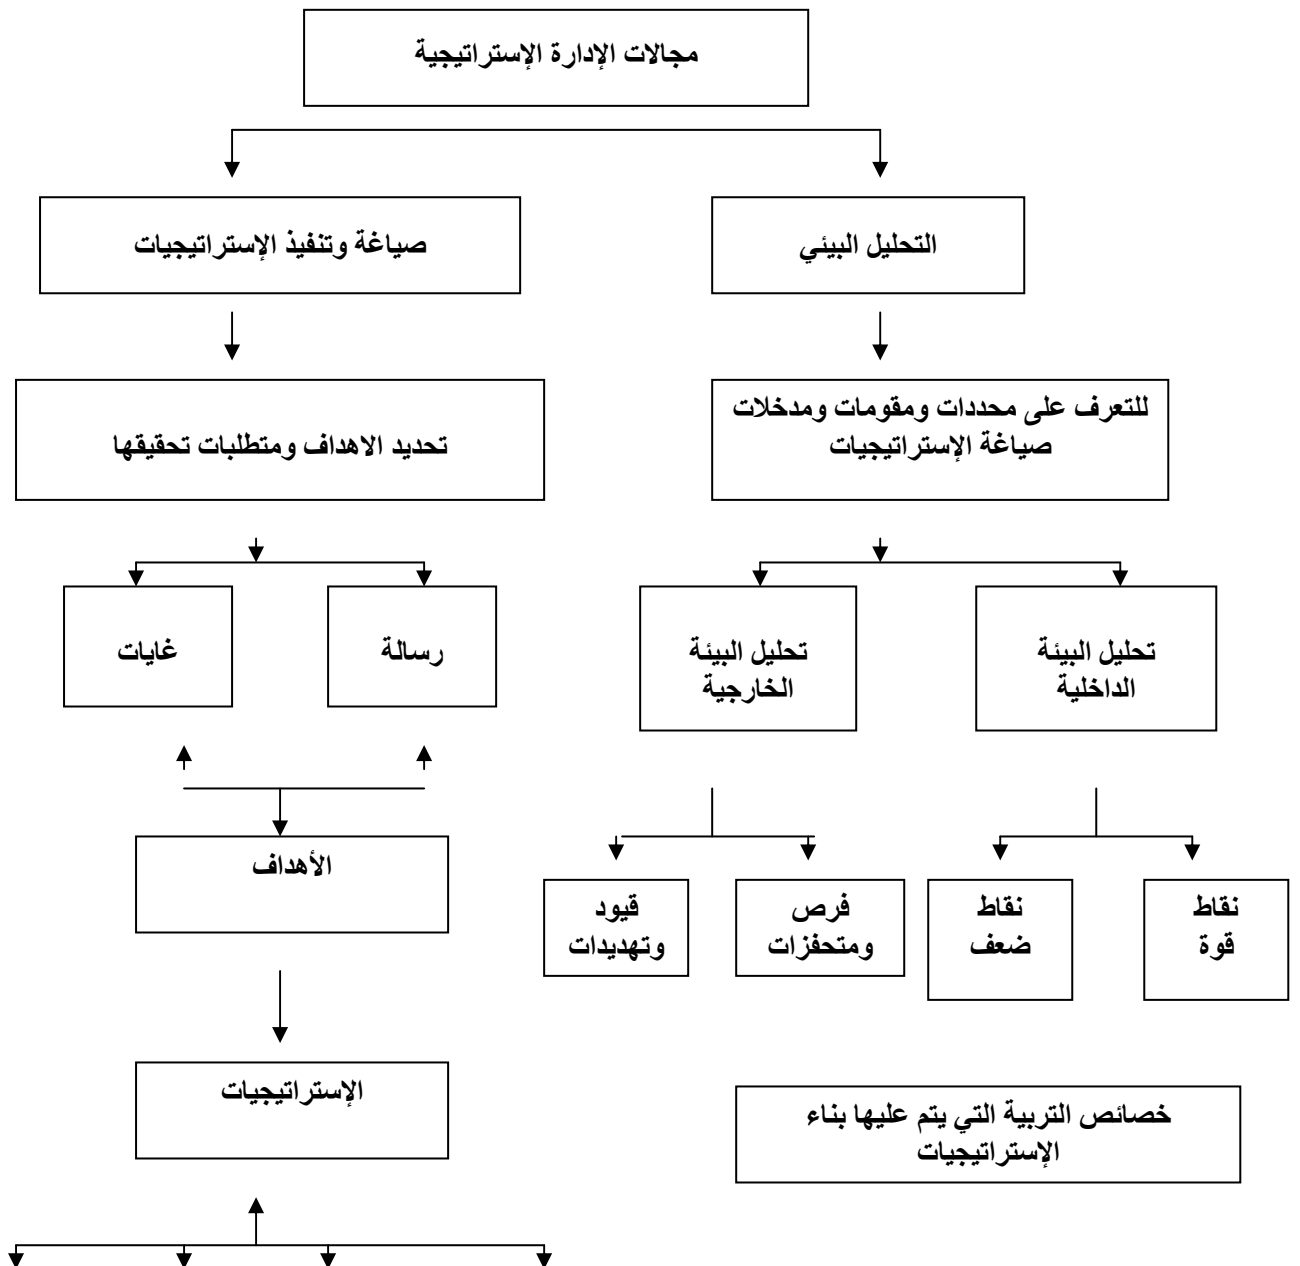 مجالات الإدارة الإستراتيجية
التحليل البيئي
صياغة وتنفيذ الإستراتيجيات
للتعرف على محددات ومقومات ومدخلات
صياغة الإستراتيجيات
تحديد الاهداف ومتطلبات تحقيقها
تحليل البيئة
الداخلية
تحليل البيئة
الخارجية
رسالة
غايات
نقاط
قوة
نقاط
ضعف
فرص
ومتحفزات
قيود
وتهديدات
الأهداف
الإستراتيجيات
خصائص التربية التي يتم عليها بناء
الإستراتيجيات